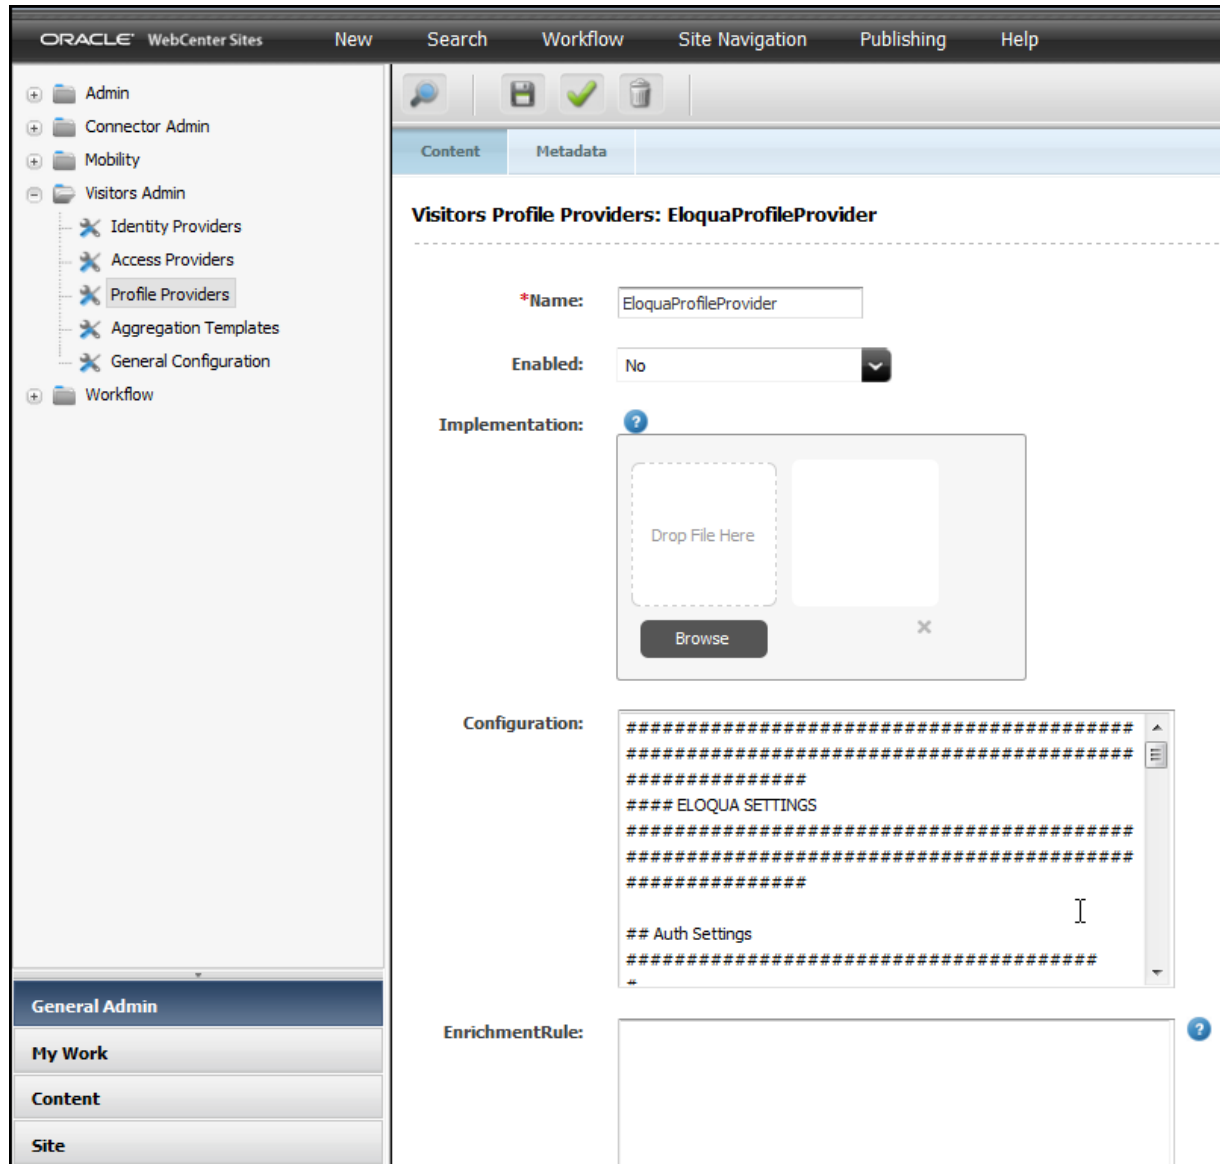 ORACLE WebCenter Sites New Search Workflow Site Navigation Publishing Help
Admin
Connector Admin
Mobility
Visitors Admin
Identity Providers
Access Providers
Profile Providers
Aggregation Templates
General Configuration
Workflow
General Admin
My Work
Content
Site
Content Metadata
Visitors Profile Providers: EloquaProfileProvider
*Name: EloquaProfileProvider
Enabled: No
Implementation: ?
Drop File Here
Browse
Configuration:
##########################################
##########################################
###############
#### ELOQUA SETTINGS
##########################################
##########################################
###############
## Auth Settings
#######################################
#
EnrichmentRule: ?